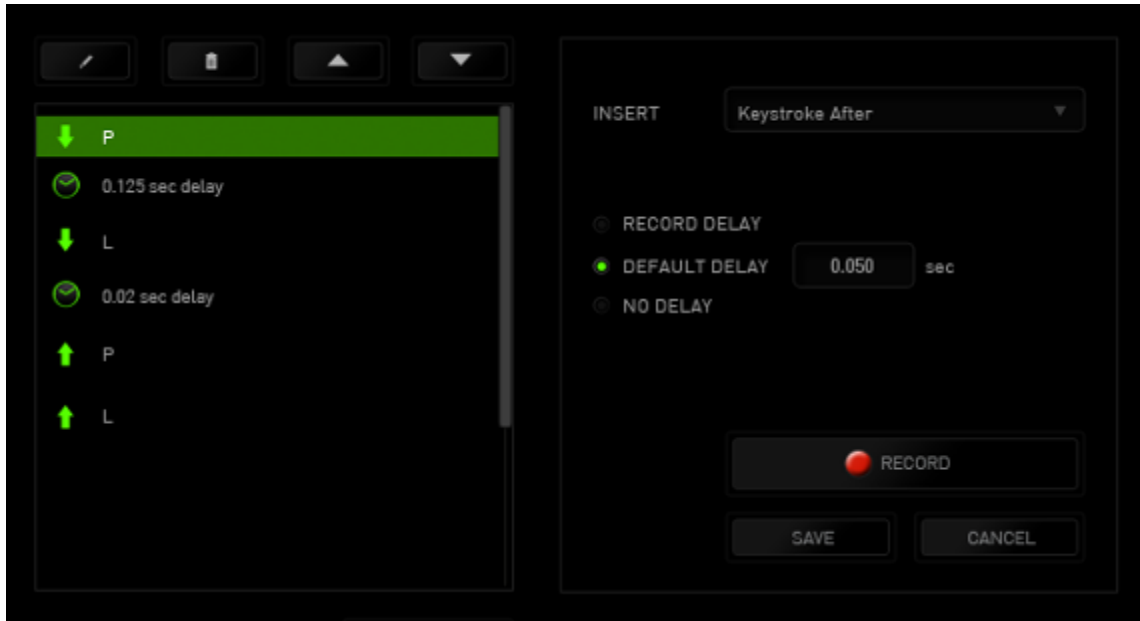 P
0.125 sec delay
L
0.02 sec delay
P
L
INSERT Keystroke After
RECORD DELAY
DEFAULT DELAY 0.050 sec
NO DELAY
RECORD
SAVE CANCEL